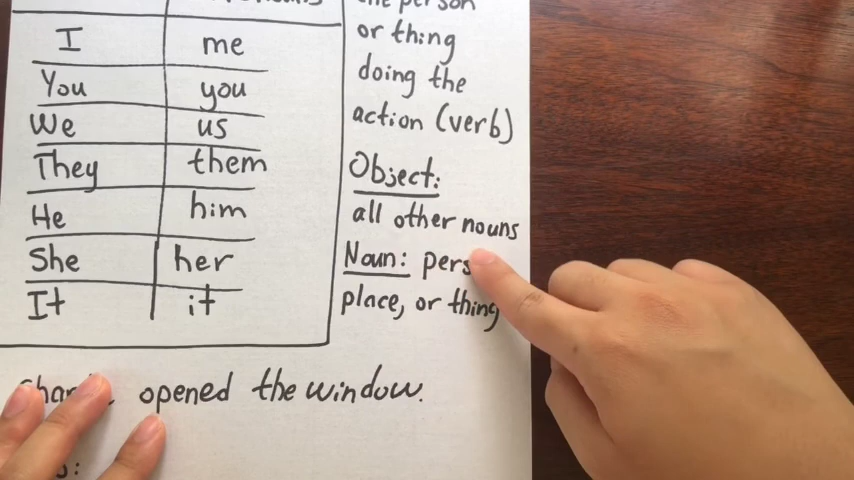 I me
You you
We us
They them
He him
She her
It it
person
or thing
doing the
action (verb)
Object:
all other nouns
Noun:
place, or thing
opened the window.